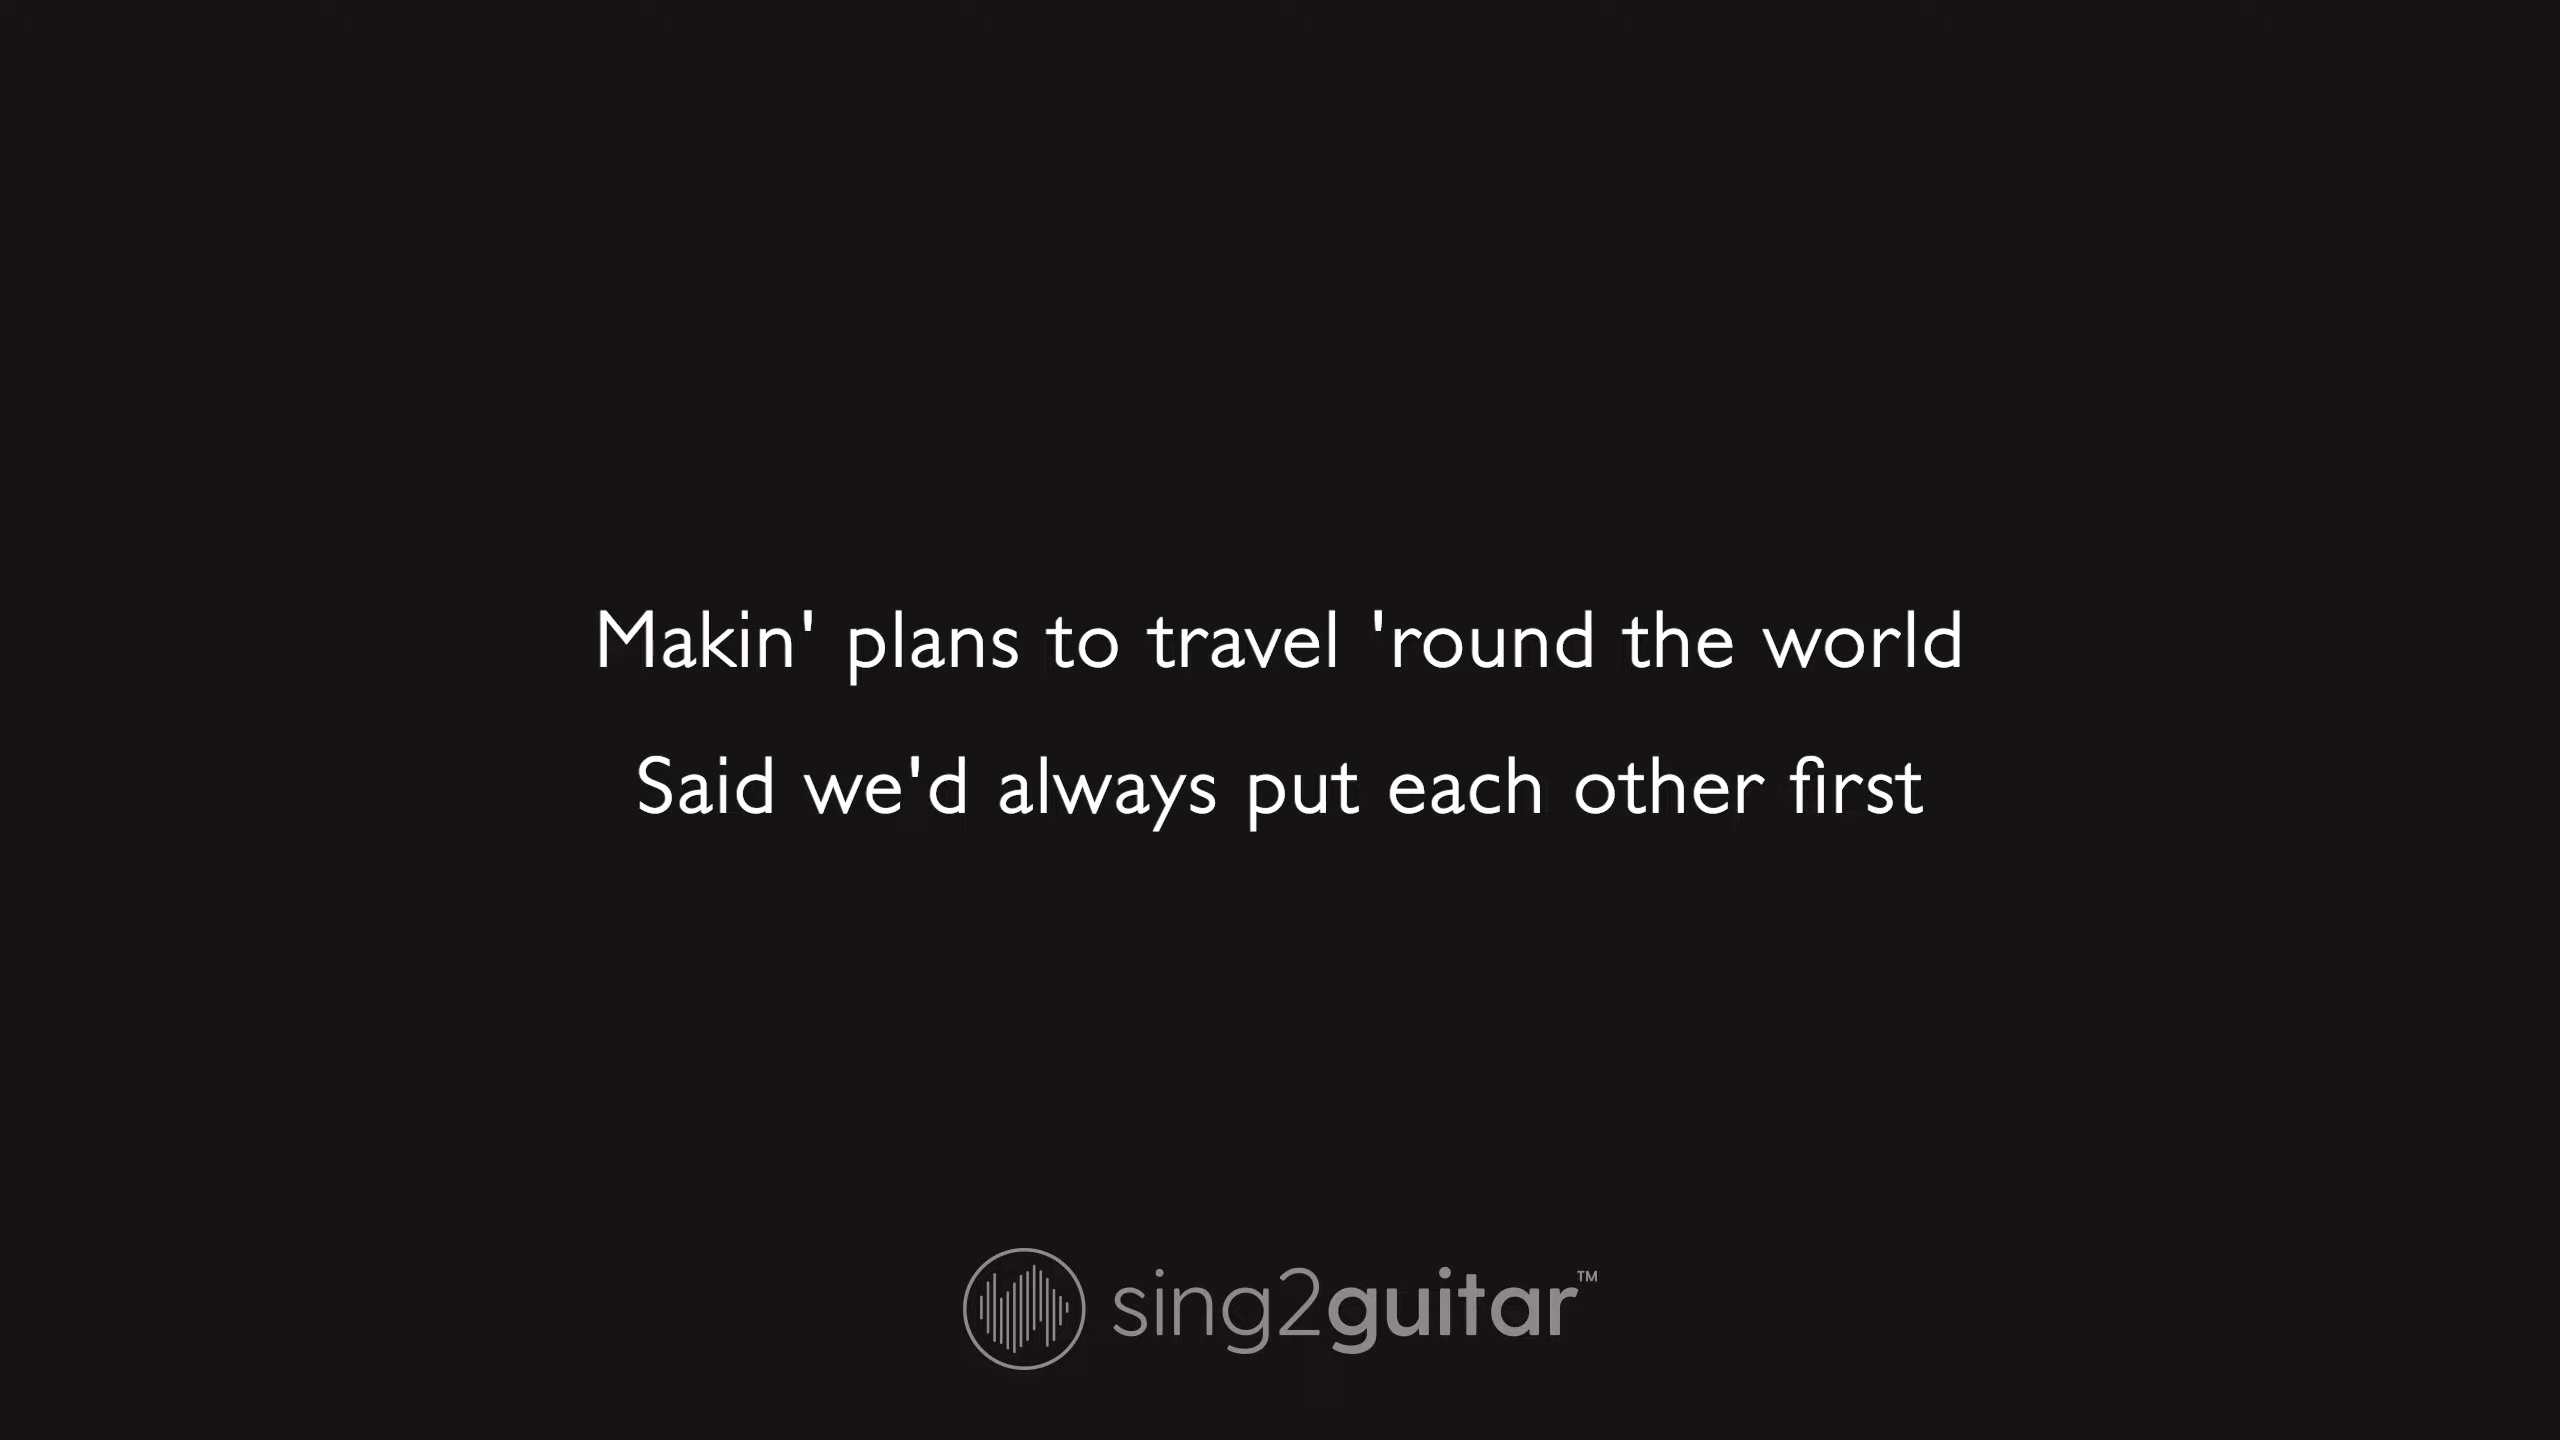 Makin' plans to travel 'round the world
Said we'd always put each other first
sing2guitar™